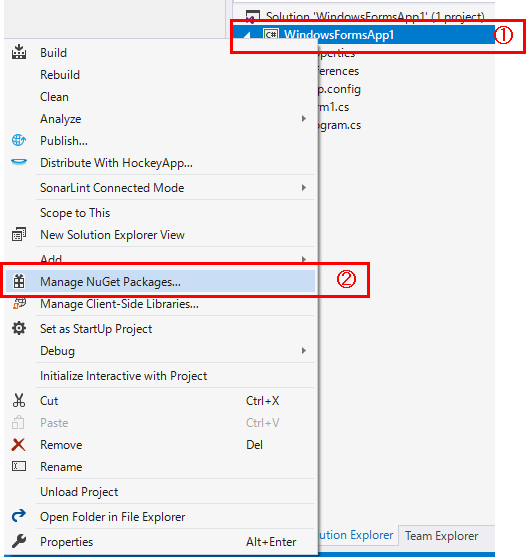 Solution 'WindowsFormsApp1' (1 project)
C# WindowsFormsApp1 ①
perties
ferences
p.config
rm1.cs
ogram.cs
Build
Rebuild
Clean
Analyze
Publish...
Distribute With HockeyApp...
SonarLint Connected Mode
Scope to This
New Solution Explorer View
Add
Manage NuGet Packages... ②
Manage Client-Side Libraries...
Set as StartUp Project
Debug
Initialize Interactive with Project
Cut Ctrl+X
Paste Ctrl+V
Remove Del
Rename
Unload Project
Open Folder in File Explorer
Properties Alt+Enter
ution Explorer Team Explorer